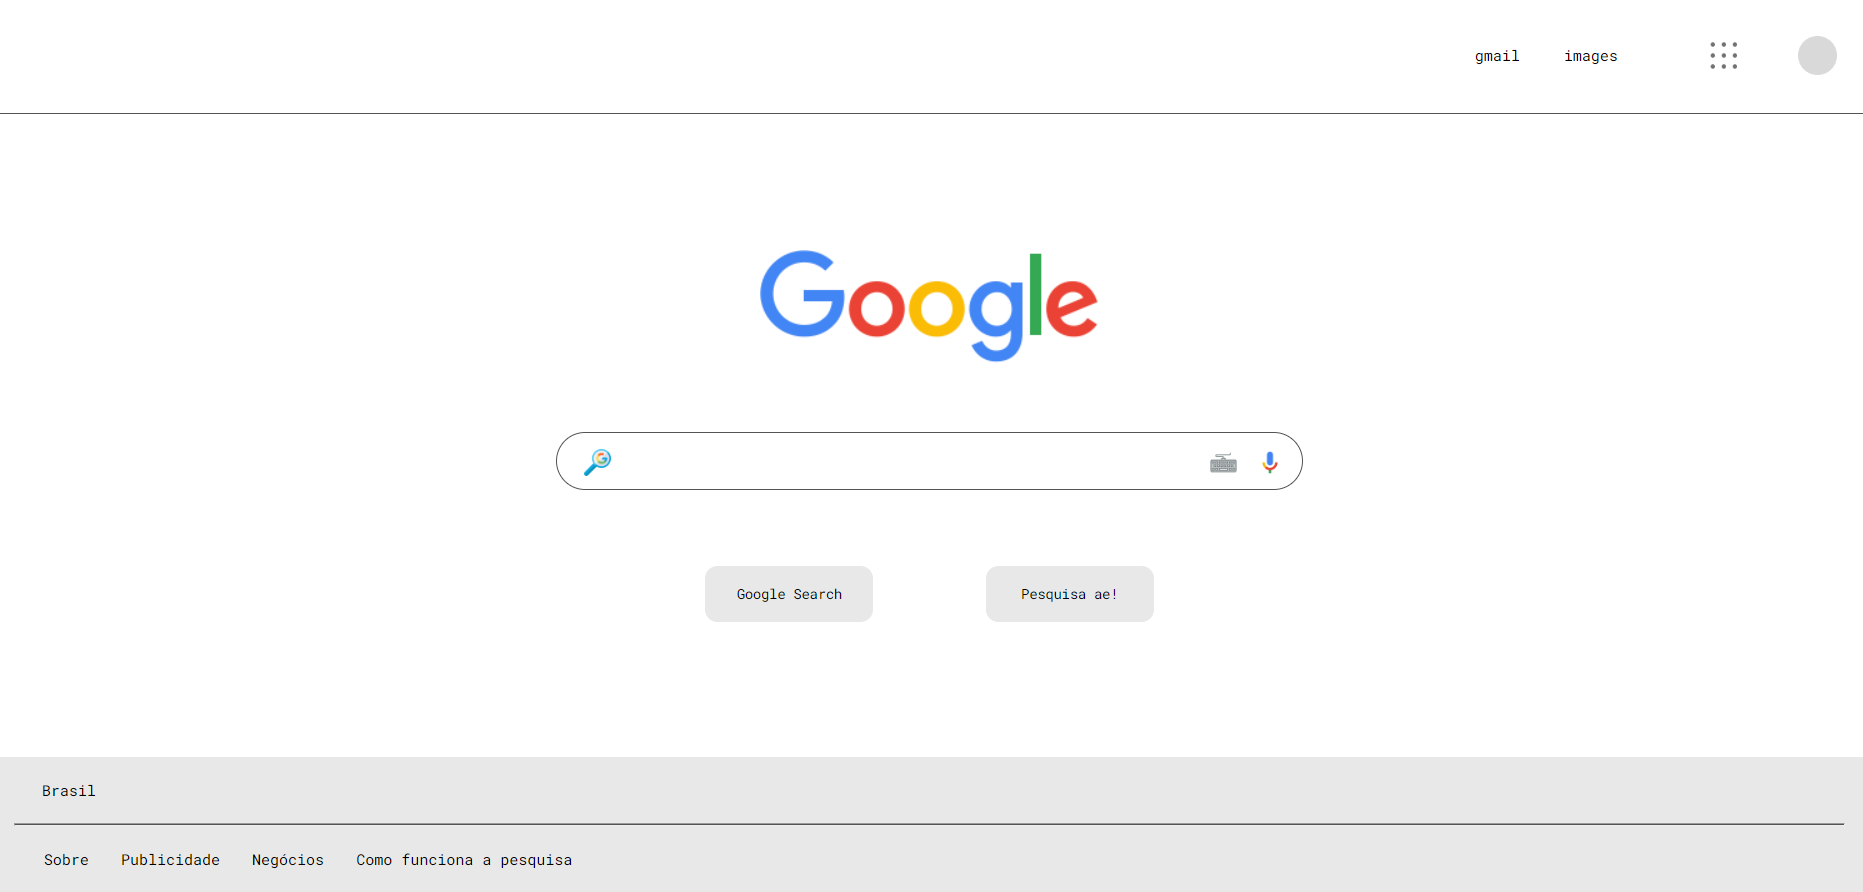 gmail images
Google
Google Search Pesquisa ae!
Brasil
Sobre Publicidade Negócios Como funciona a pesquisa